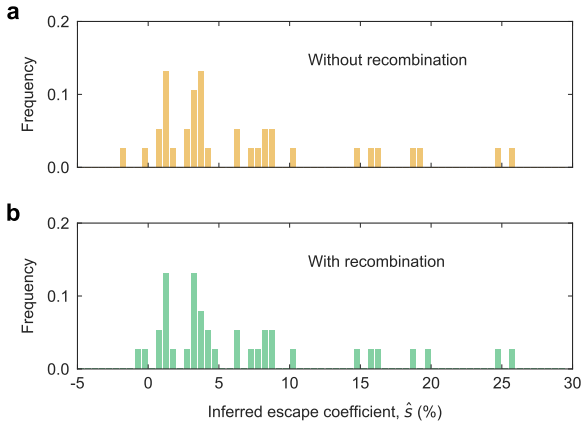 a
0.2
0.1
0.0
Frequency
Without recombination
b
0.2
0.1
0.0
Frequency
With recombination
-5 0 5 10 15 20 25 30
Inferred escape coefficient, ŝ (%)